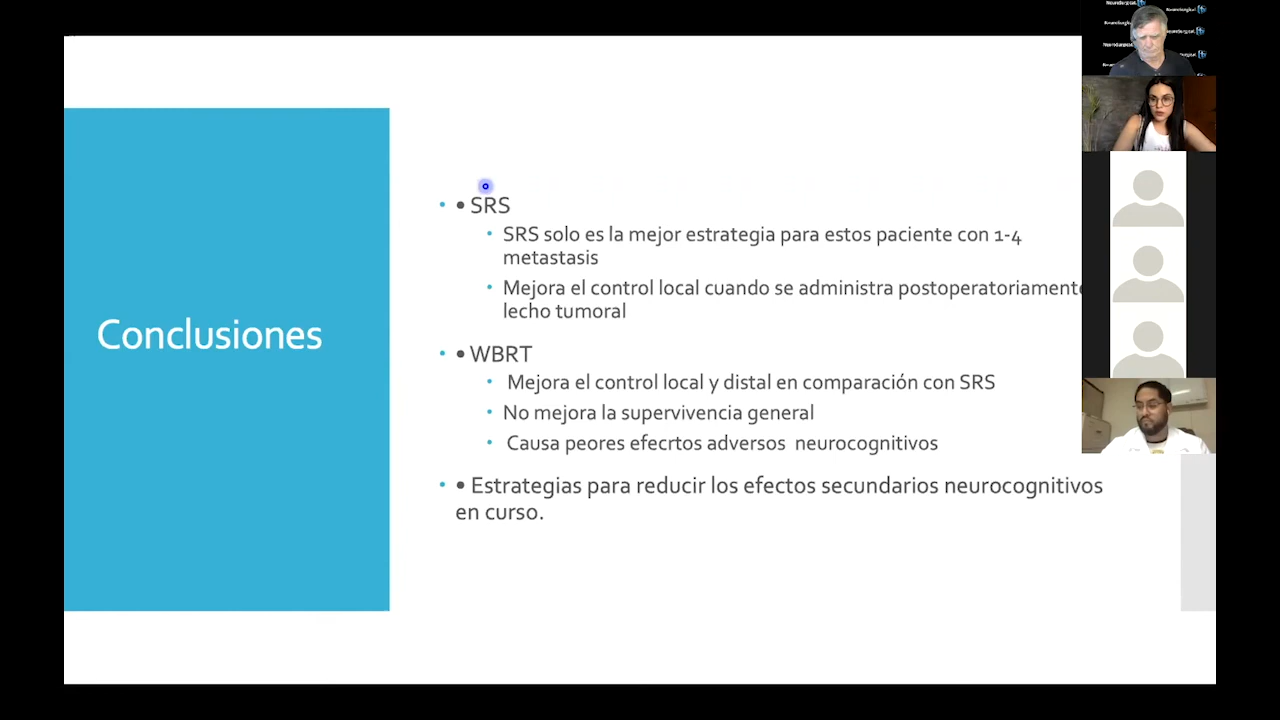 Conclusiones
• • SRS
• SRS solo es la mejor estrategia para estos paciente con 1-4
metastasis
• Mejora el control local cuando se administra postoperatoriamente
lecho tumoral
• • WBRT
• Mejora el control local y distal en comparación con SRS
• No mejora la supervivencia general
• Causa peores efecrtos adversos neurocognitivos
• • Estrategias para reducir los efectos secundarios neurocognitivos
en curso.